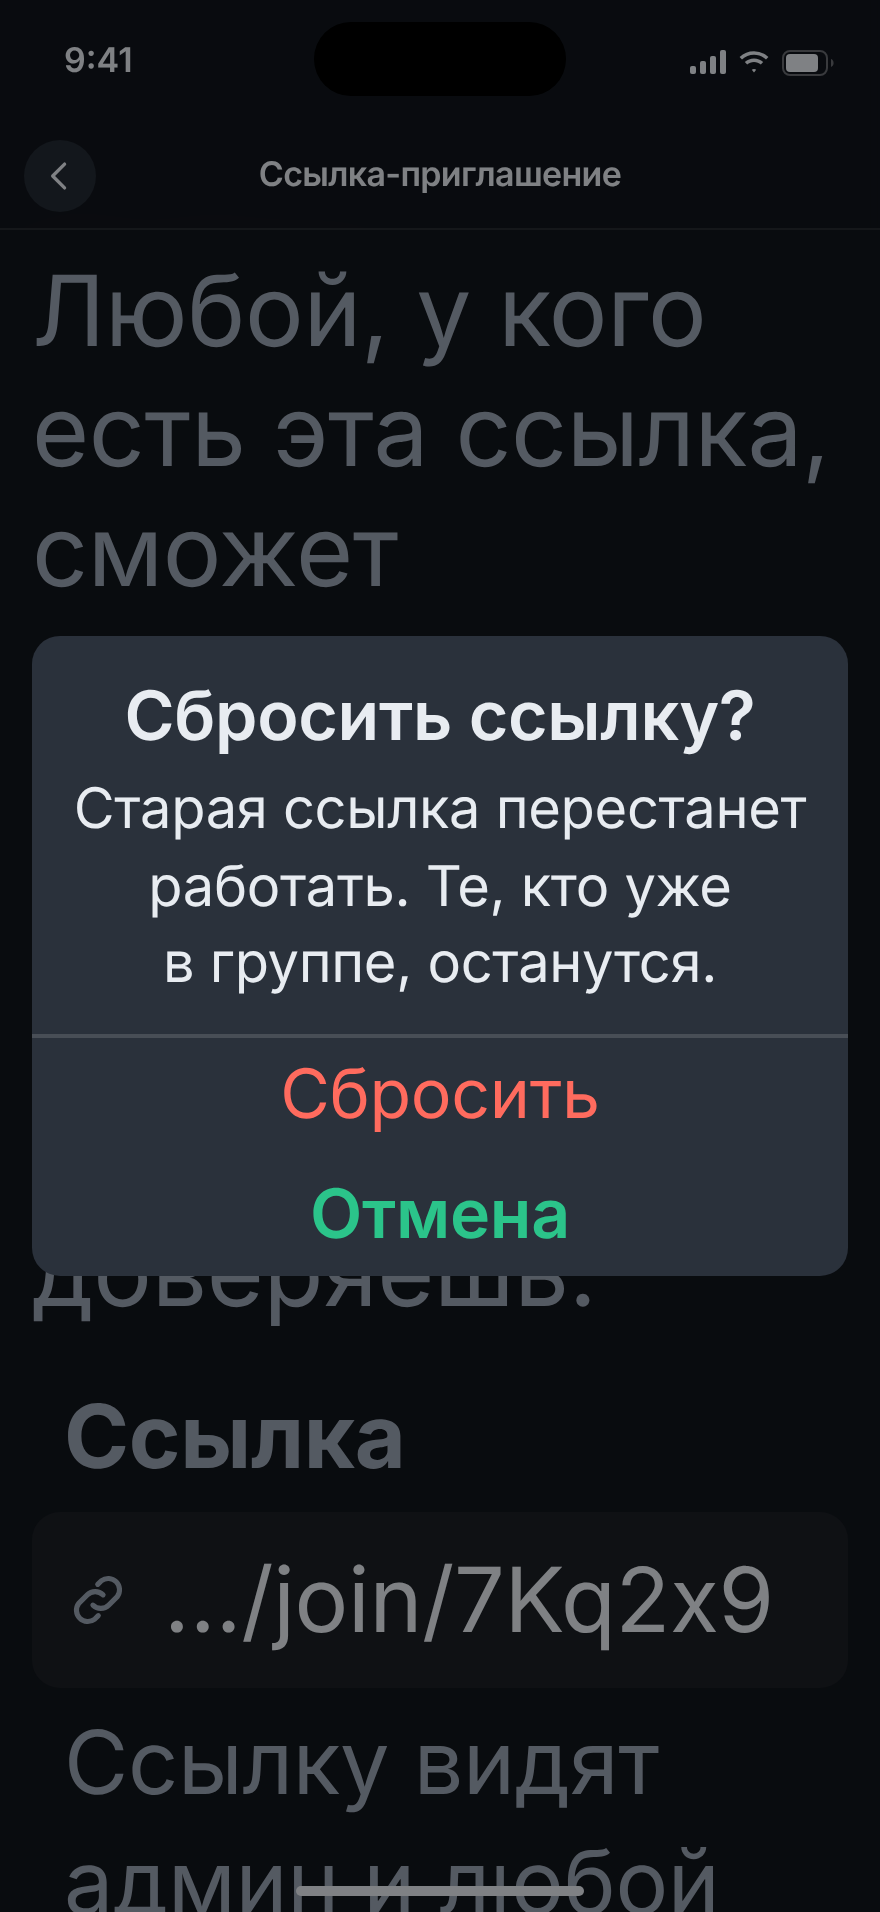 9:41
Ссылка-приглашение
Любой, у кого
есть эта ссылка,
сможет
Сбросить ссылку?
Старая ссылка перестанет
работать. Те, кто уже
в группе, останутся.
Сбросить
Отмена
доверяешь.
Ссылка
.../join/7Kq2x9
Ссылку видят
админ и любой